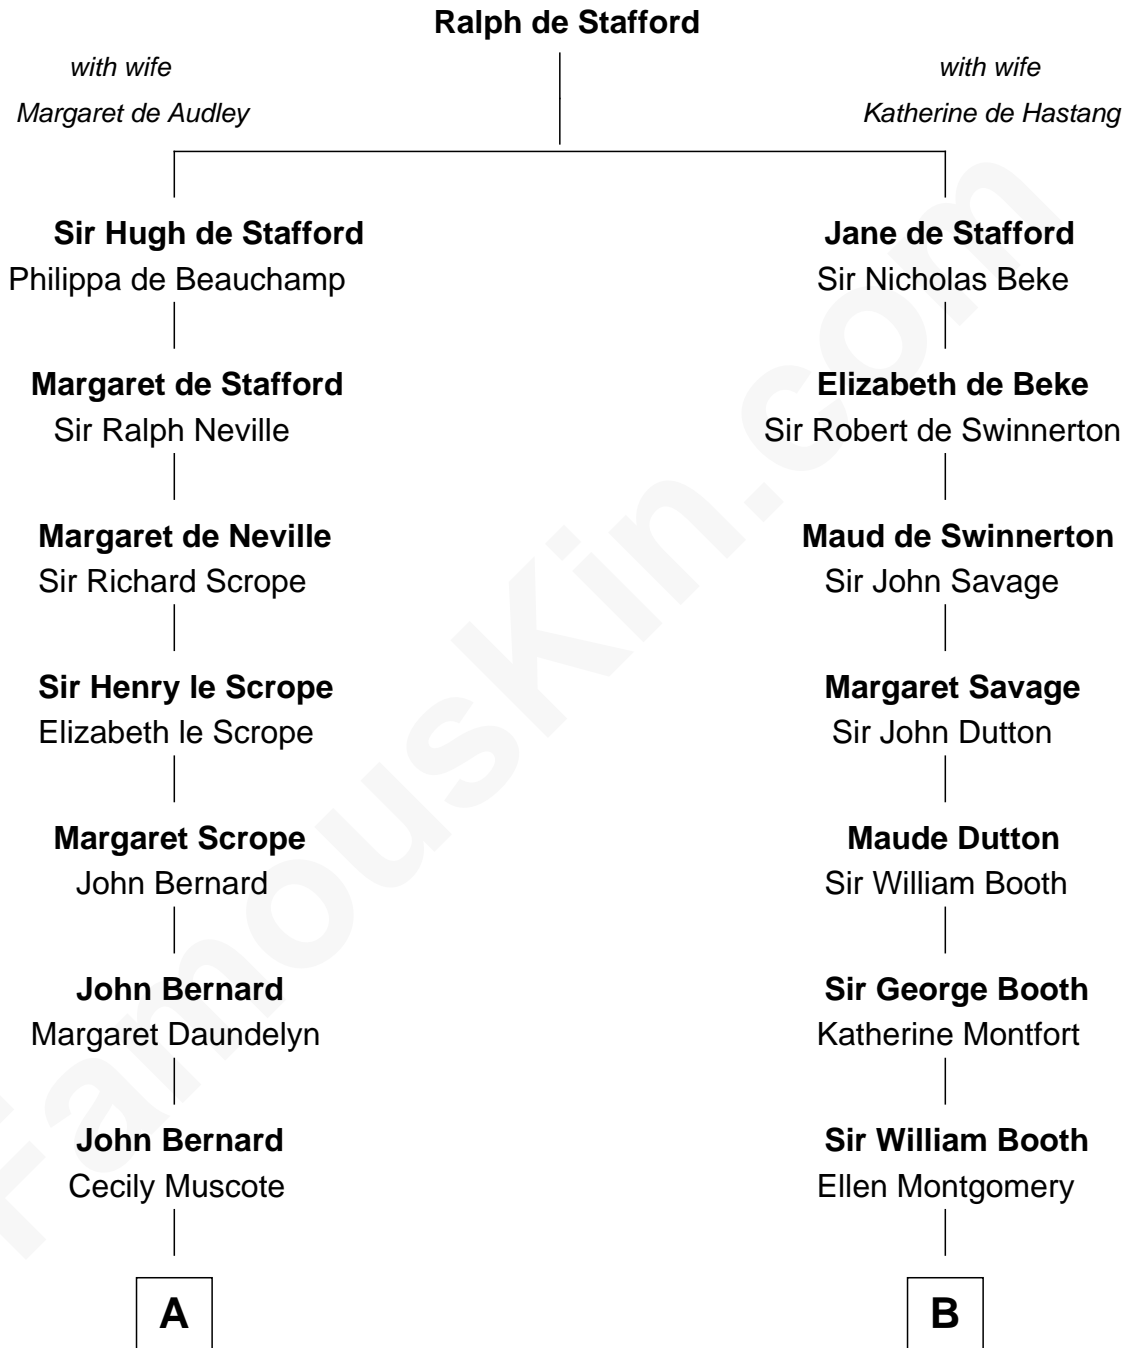 Ralph de Stafford
with wife
Margaret de Audley
with wife
Katherine de Hastang
Sir Hugh de Stafford
Philippa de Beauchamp
Jane de Stafford
Sir Nicholas Beke
Margaret de Stafford
Sir Ralph Neville
Elizabeth de Beke
Sir Robert de Swinnerton
Margaret de Neville
Sir Richard Scrope
Maud de Swinnerton
Sir John Savage
Sir Henry le Scrope
Elizabeth le Scrope
Margaret Savage
Sir John Dutton
Margaret Scrope
John Bernard
Maude Dutton
Sir William Booth
John Bernard
Margaret Daundelyn
Sir George Booth
Katherine Montfort
John Bernard
Cecily Muscote
Sir William Booth
Ellen Montgomery
A
B
FamousKin.com